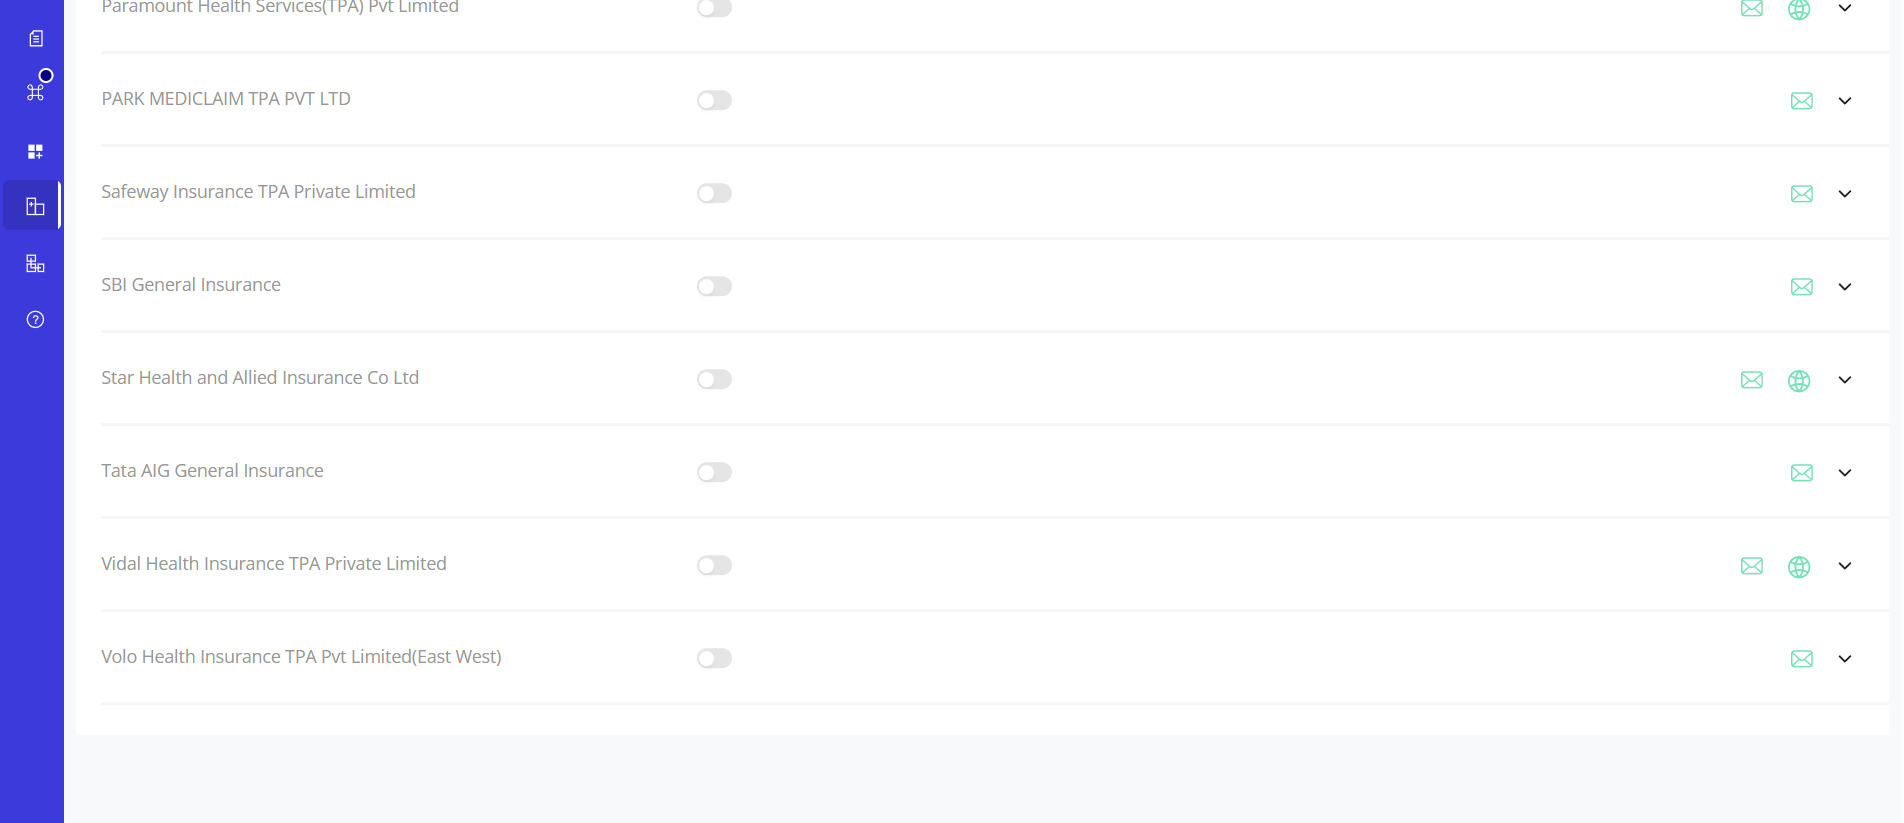 Paramount Health Services(TPA) Pvt Limited
PARK MEDICLAIM TPA PVT LTD
Safeway Insurance TPA Private Limited
SBI General Insurance
Star Health and Allied Insurance Co Ltd
Tata AIG General Insurance
Vidal Health Insurance TPA Private Limited
Volo Health Insurance TPA Pvt Limited(East West)